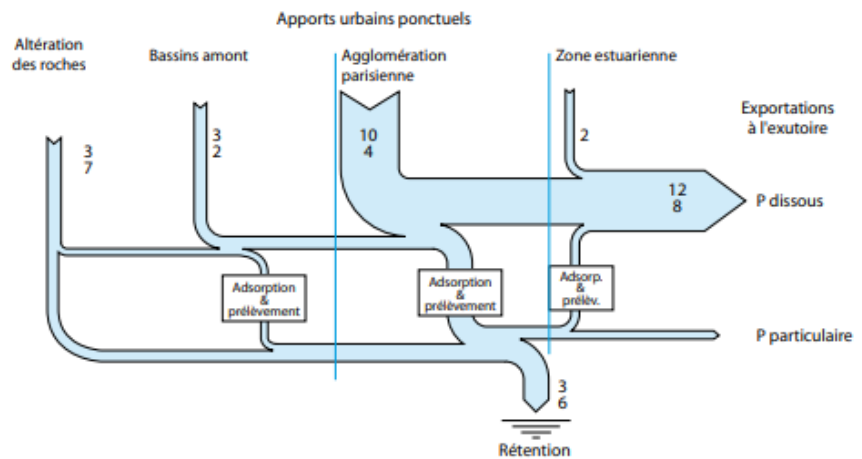 Apports urbains ponctuels
Altération
des roches
Bassins amont
Agglomération
parisienne
Zone estuarienne
Exportations
à l'exutoire
3
7
3
2
10
4
2
12
8
P dissous
Adsorption
&
prélèvement
Adsorption
&
prélèvement
Adsorp.
&
prélèv.
P particulaire
3
6
Rétention